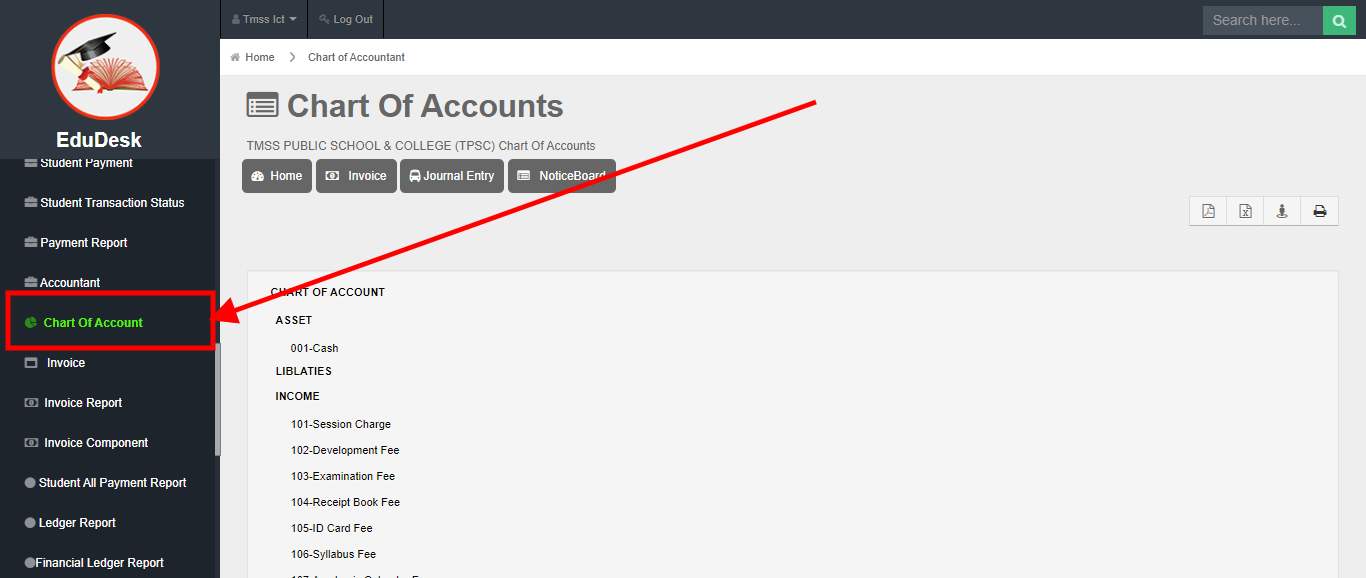 Tmss Ict
Log Out
Search here...
EduDesk
Student Payment
Student Transaction Status
Payment Report
Accountant
Chart Of Account
Invoice
Invoice Report
Invoice Component
Student All Payment Report
Ledger Report
Financial Ledger Report
Home
Chart of Accountant
Chart Of Accounts
TMSS PUBLIC SCHOOL & COLLEGE (TPSC) Chart Of Accounts
Home Invoice Journal Entry NoticeBoard
CHART OF ACCOUNT
ASSET
001-Cash
LIBLATIES
INCOME
101-Session Charge
102-Development Fee
103-Examination Fee
104-Receipt Book Fee
105-ID Card Fee
106-Syllabus Fee